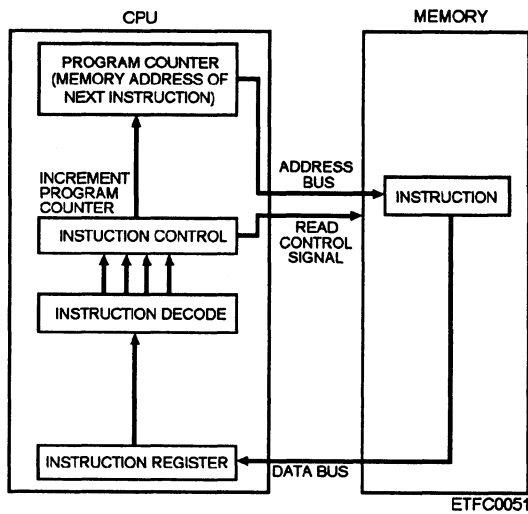 CPU
MEMORY
PROGRAM COUNTER
(MEMORY ADDRESS OF
NEXT INSTRUCTION)
INCREMENT
PROGRAM
COUNTER
ADDRESS
BUS
INSTRUCTION
INSTUCTION CONTROL
READ
CONTROL
SIGNAL
INSTRUCTION DECODE
INSTRUCTION REGISTER
DATA BUS
ETFC0051